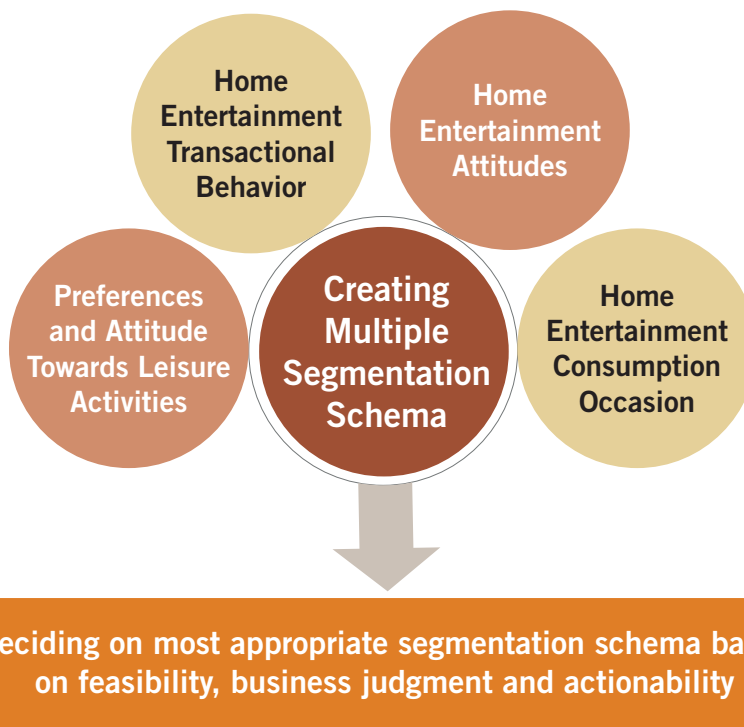 Home
Entertainment
Transactional
Behavior
Home
Entertainment
Attitudes
Preferences
and Attitude
Towards Leisure
Activities
Creating
Multiple
Segmentation
Schema
Home
Entertainment
Consumption
Occasion
eciding on most appropriate segmentation schema ba
on feasibility, business judgment and actionability